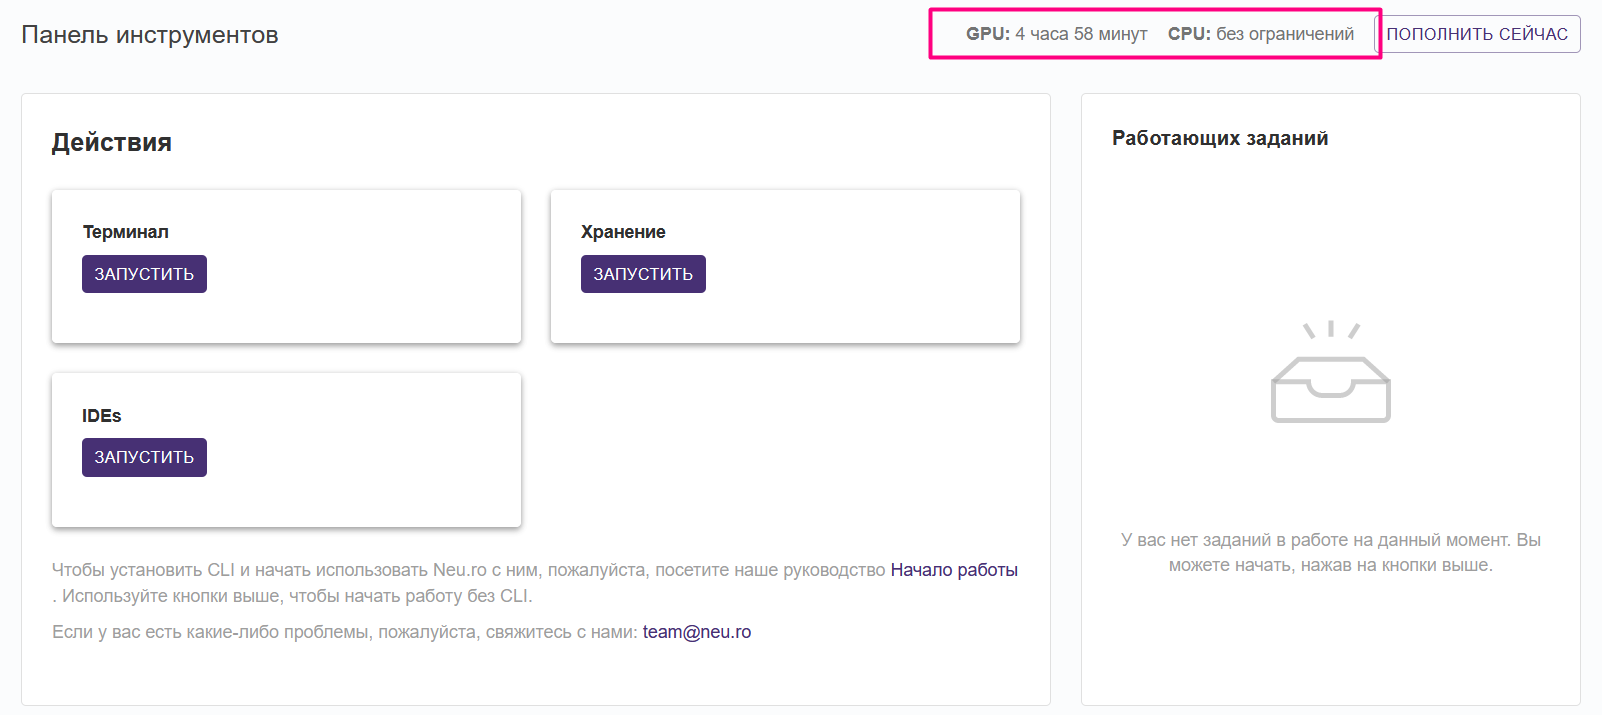 Панель инструментов
GPU: 4 часа 58 минут CPU: без ограничений ПОПОЛНИТЬ СЕЙЧАС
Действия
Терминал
ЗАПУСТИТЬ
Хранение
ЗАПУСТИТЬ
IDEs
ЗАПУСТИТЬ
Чтобы установить CLI и начать использовать Neu.ro с ним, пожалуйста, посетите наше руководство Начало работы
. Используйте кнопки выше, чтобы начать работу без CLI.
Если у вас есть какие-либо проблемы, пожалуйста, свяжитесь с нами: team@neu.ro
Работающих заданий
У вас нет заданий в работе на данный момент. Вы
можете начать, нажав на кнопки выше.